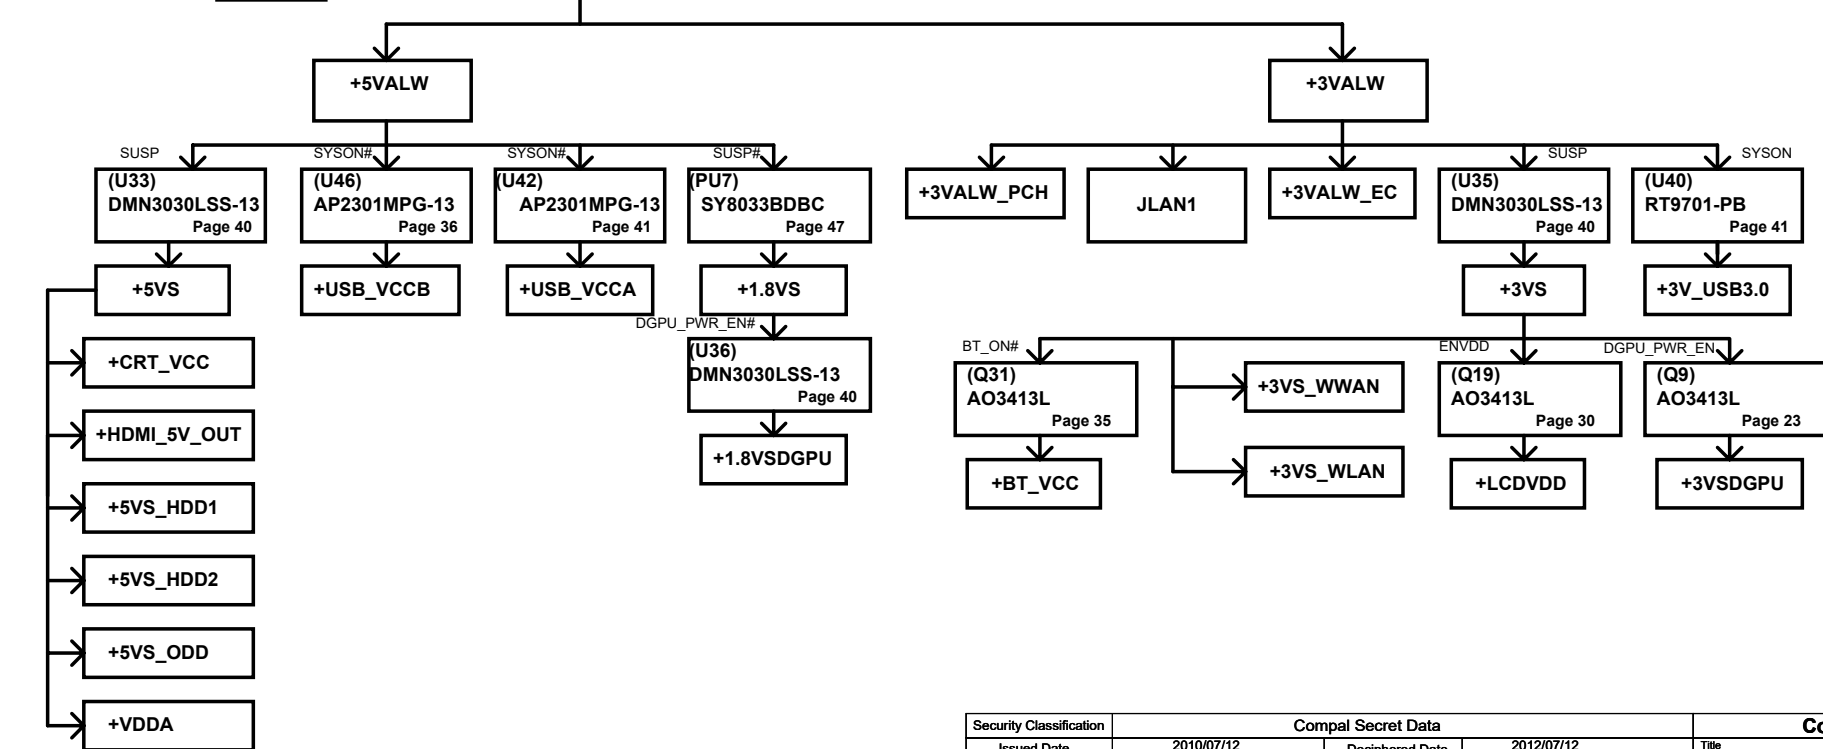 +5VALW
+3VALW
SUSP
SYSON#
SYSON#
SUSP#
SUSP
SYSON
(U33)
DMN3030LSS-13
Page 40
(U46)
AP2301MPG-13
Page 36
(U42)
AP2301MPG-13
Page 41
(PU7)
SY8033BDBC
Page 47
+3VALW_PCH
JLAN1
+3VALW_EC
(U35)
DMN3030LSS-13
Page 40
(U40)
RT9701-PB
Page 41
+5VS
+USB_VCCB
+USB_VCCA
+1.8VS
+3VS
+3V_USB3.0
DGPU_PWR_EN#
(U36)
DMN3030LSS-13
Page 40
+1.8VSDGPU
BT_ON#
ENVDD
DGPU_PWR_EN
(Q31)
AO3413L
Page 35
+3VS_WWAN
+3VS_WLAN
(Q19)
AO3413L
Page 30
(Q9)
AO3413L
Page 23
+BT_VCC
+LCDVDD
+3VSDGPU
+CRT_VCC
+HDMI_5V_OUT
+5VS_HDD1
+5VS_HDD2
+5VS_ODD
+VDDA
Security Classification
Compal Secret Data
Issued Date
2010/07/12
Deciphered Date
2012/07/12
Title